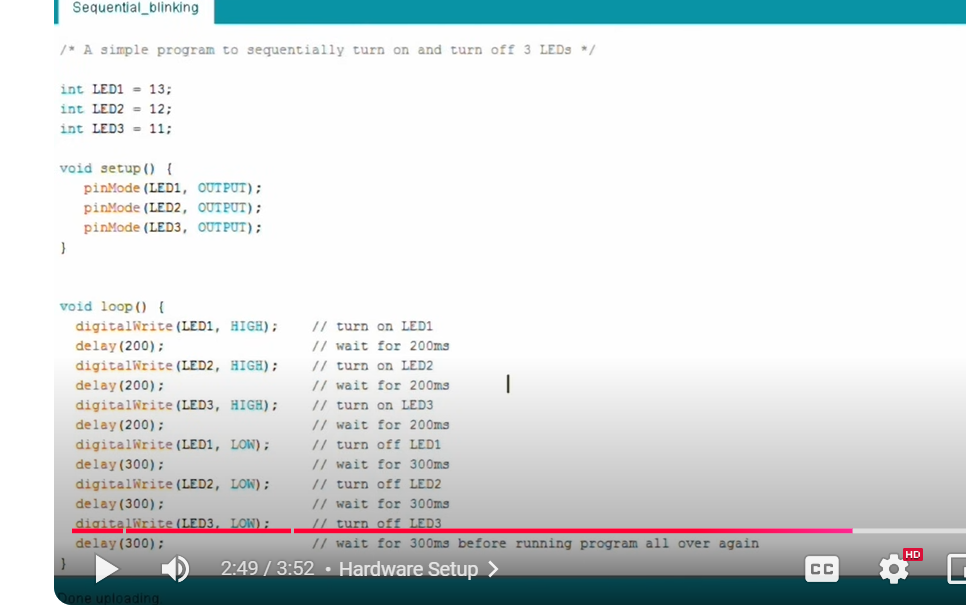 Sequential_blinking
/* A simple program to sequentially turn on and turn off 3 LEDs */
int LED1 = 13;
int LED2 = 12;
int LED3 = 11;
void setup() {
pinMode(LED1, OUTPUT);
pinMode(LED2, OUTPUT);
pinMode(LED3, OUTPUT);
}
void loop() {
digitalWrite(LED1, HIGH); // turn on LED1
delay(200); // wait for 200ms
digitalWrite(LED2, HIGH); // turn on LED2
delay(200); // wait for 200ms
digitalWrite(LED3, HIGH); // turn on LED3
delay(200); // wait for 200ms
digitalWrite(LED1, LOW); // turn off LED1
delay(300); // wait for 300ms
digitalWrite(LED2, LOW); // turn off LED2
delay(300); // wait for 300ms
digitalWrite(LED3, LOW); // turn off LED3
delay(300); // wait for 300ms before running program all over again
}
2:49 / 3:52 • Hardware Setup >
CC
HD
Done uploading